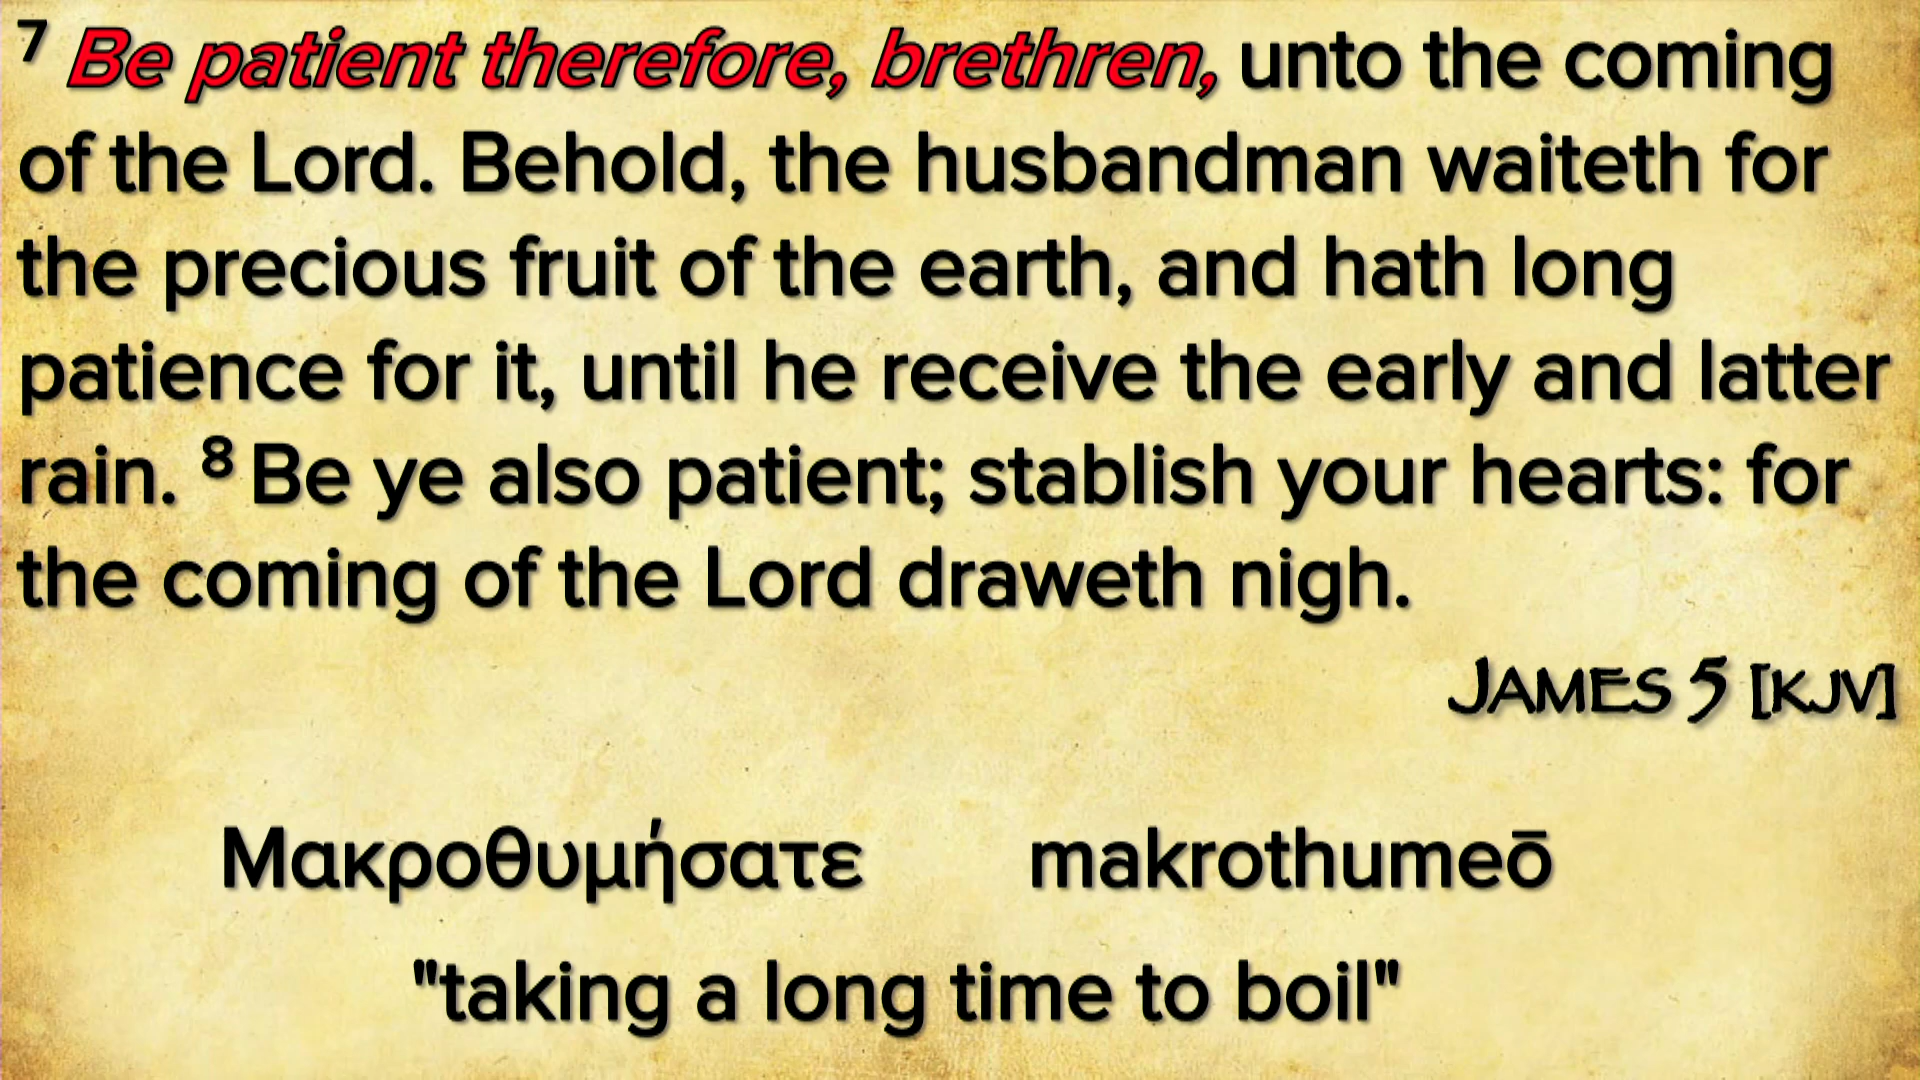 7 Be patient therefore, brethren, unto the coming
of the Lord. Behold, the husbandman waiteth for
the precious fruit of the earth, and hath long
patience for it, until he receive the early and latter
rain. 8 Be ye also patient; stablish your hearts: for
the coming of the Lord draweth nigh.
JAMES 5 [KJV]
Μακροθυμήσατε makrothumeō
"taking a long time to boil"